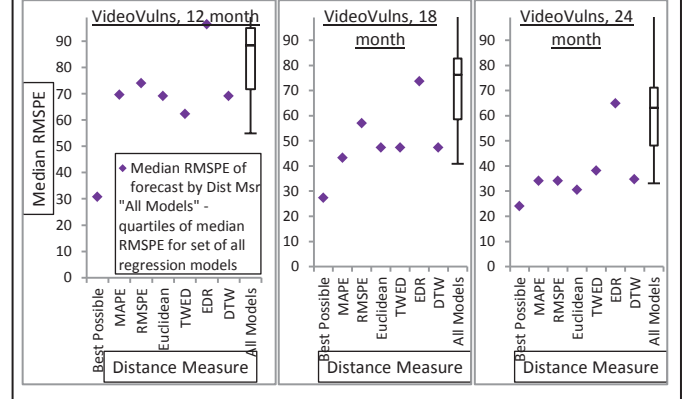 VideoVulns, 12 month
Median RMSPE
90
80
70
60
50
40
30
20
10
0
Median RMSPE of
forecast by Dist Msr
"All Models" -
quartiles of median
RMSPE for set of all
regression models
Best Possible
MAPE
RMSPE
Euclidean
TWED
EDR
DTW
All Models
Distance Measure
VideoVulns, 18
month
90
80
70
60
50
40
30
20
10
0
Best Possible
MAPE
RMSPE
Euclidean
TWED
EDR
DTW
All Models
Distance Measure
VideoVulns, 24
month
90
80
70
60
50
40
30
20
10
0
Best Possible
MAPE
RMSPE
Euclidean
TWED
EDR
DTW
All Models
Distance Measure